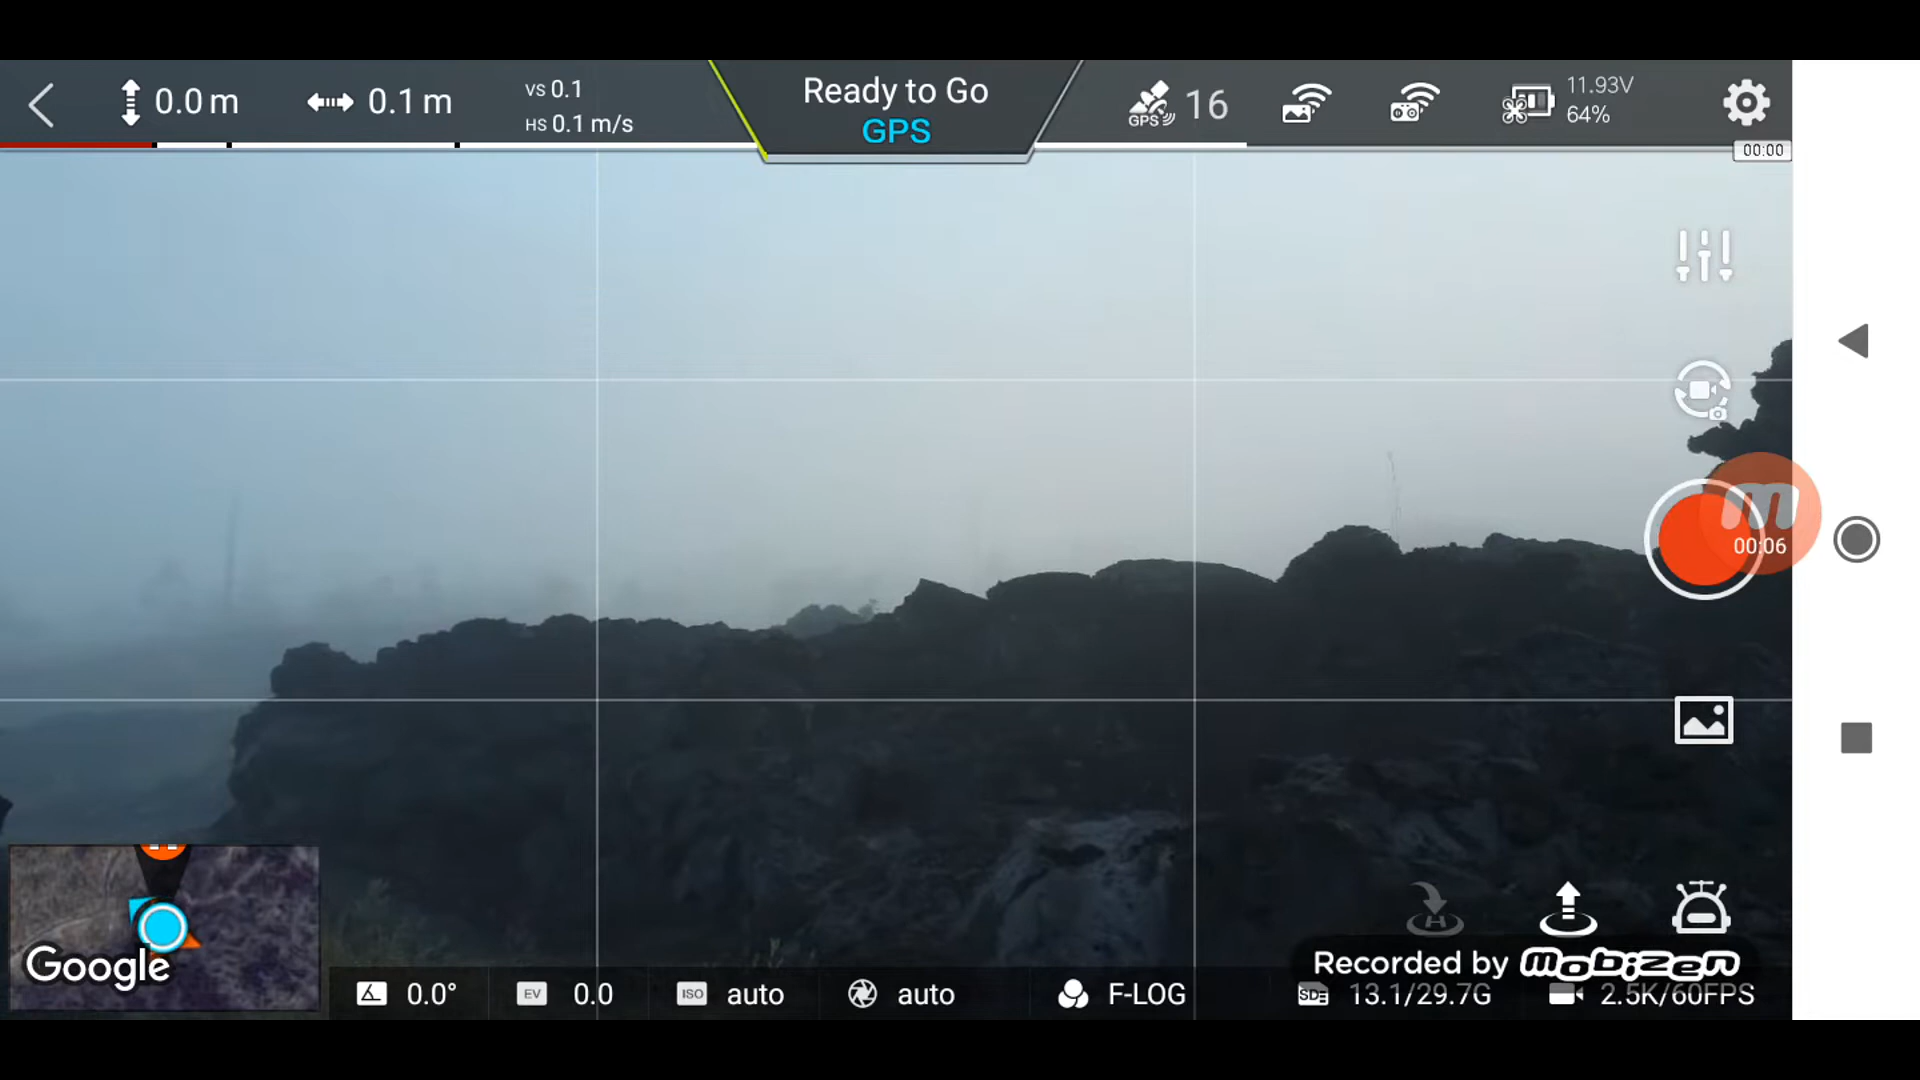 0.0 m
0.1 m
VS 0.1
HS 0.1 m/s
Ready to Go
GPS
GPS
16
11.93V
64%
00:00
m
00:06
H
Google
0.0°
EV
0.0
ISO
auto
auto
F-LOG
Recorded by Mobizen
SD
13.1/29.7G
2.5K/60FPS